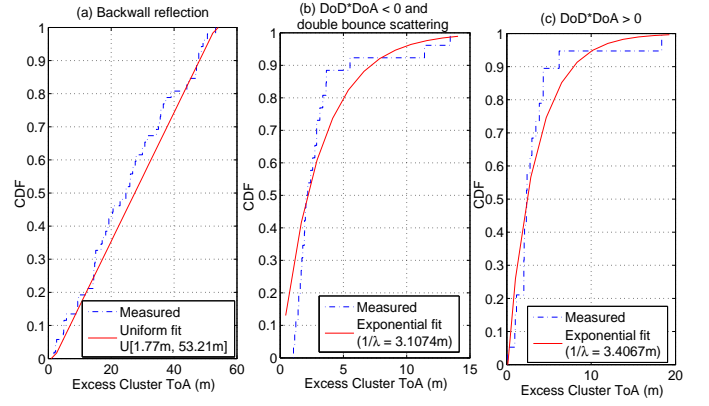 (a) Backwall reflection
CDF
1
0.9
0.8
0.7
0.6
0.5
0.4
0.3
0.2
0.1
0
0
20
40
60
Measured
Uniform fit
U[1.77m, 53.21m]
Excess Cluster ToA (m)
(b) DoD*DoA < 0 and
double bounce scattering
CDF
1
0.9
0.8
0.7
0.6
0.5
0.4
0.3
0.2
0.1
0
0
5
10
15
Measured
Exponential fit
(1/λ = 3.1074m)
Excess Cluster ToA (m)
(c) DoD*DoA > 0
CDF
1
0.9
0.8
0.7
0.6
0.5
0.4
0.3
0.2
0.1
0
0
10
20
Measured
Exponential fit
(1/λ = 3.4067m)
Excess Cluster ToA (m)